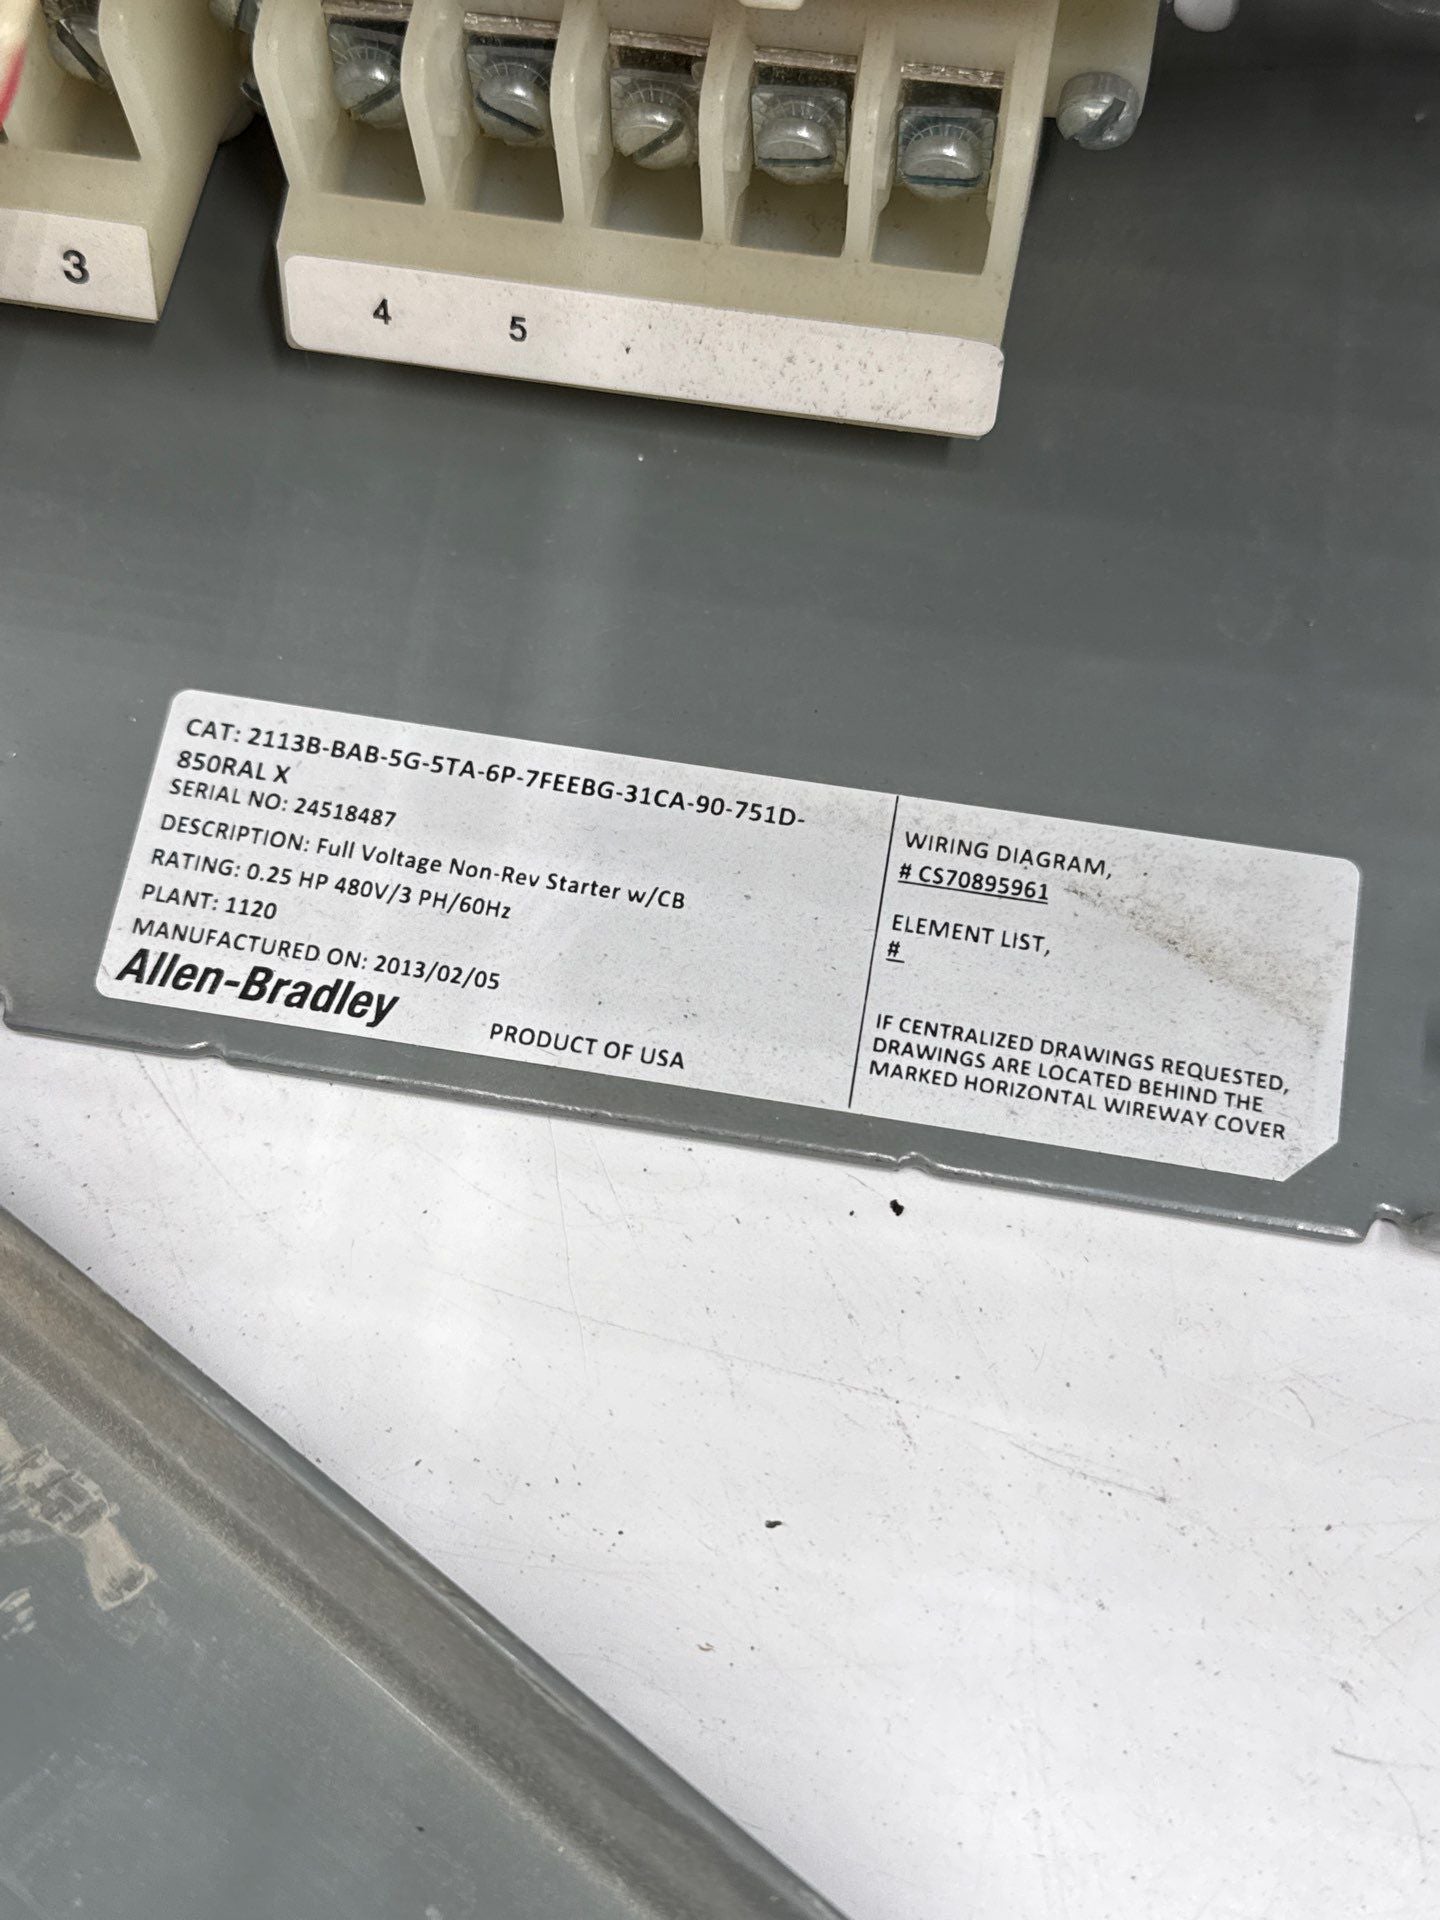 3
4 5
CAT: 2113B-BAB-5G-5TA-6P-7FEEBG-31CA-90-751D-
850RAL X
SERIAL NO: 24518487
DESCRIPTION: Full Voltage Non-Rev Starter w/CB
RATING: 0.25 HP 480V/3 PH/60Hz
PLANT: 1120
MANUFACTURED ON: 2013/02/05
Allen-Bradley
PRODUCT OF USA
WIRING DIAGRAM,
# CS70895961
ELEMENT LIST,
#
IF CENTRALIZED DRAWINGS REQUESTED,
DRAWINGS ARE LOCATED BEHIND THE
MARKED HORIZONTAL WIREWAY COVER